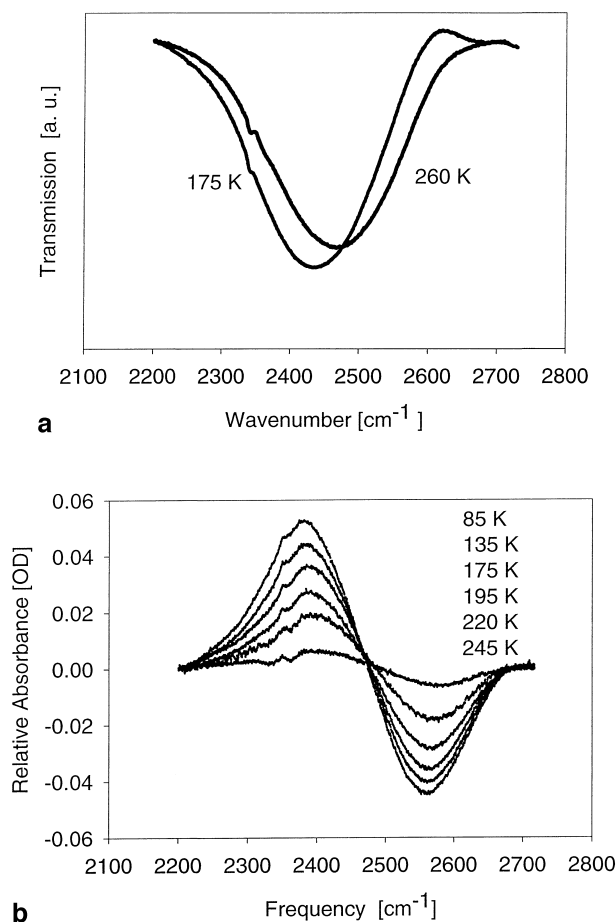 Transmission [a. u.]
175 K
260 K
2100 2200 2300 2400 2500 2600 2700 2800
Wavenumber [cm-1 ]
a
Relative Absorbance [OD]
0.06
0.04
0.02
0.00
-0.02
-0.04
-0.06
85 K
135 K
175 K
195 K
220 K
245 K
2100 2200 2300 2400 2500 2600 2700 2800
Frequency [cm-1]
b